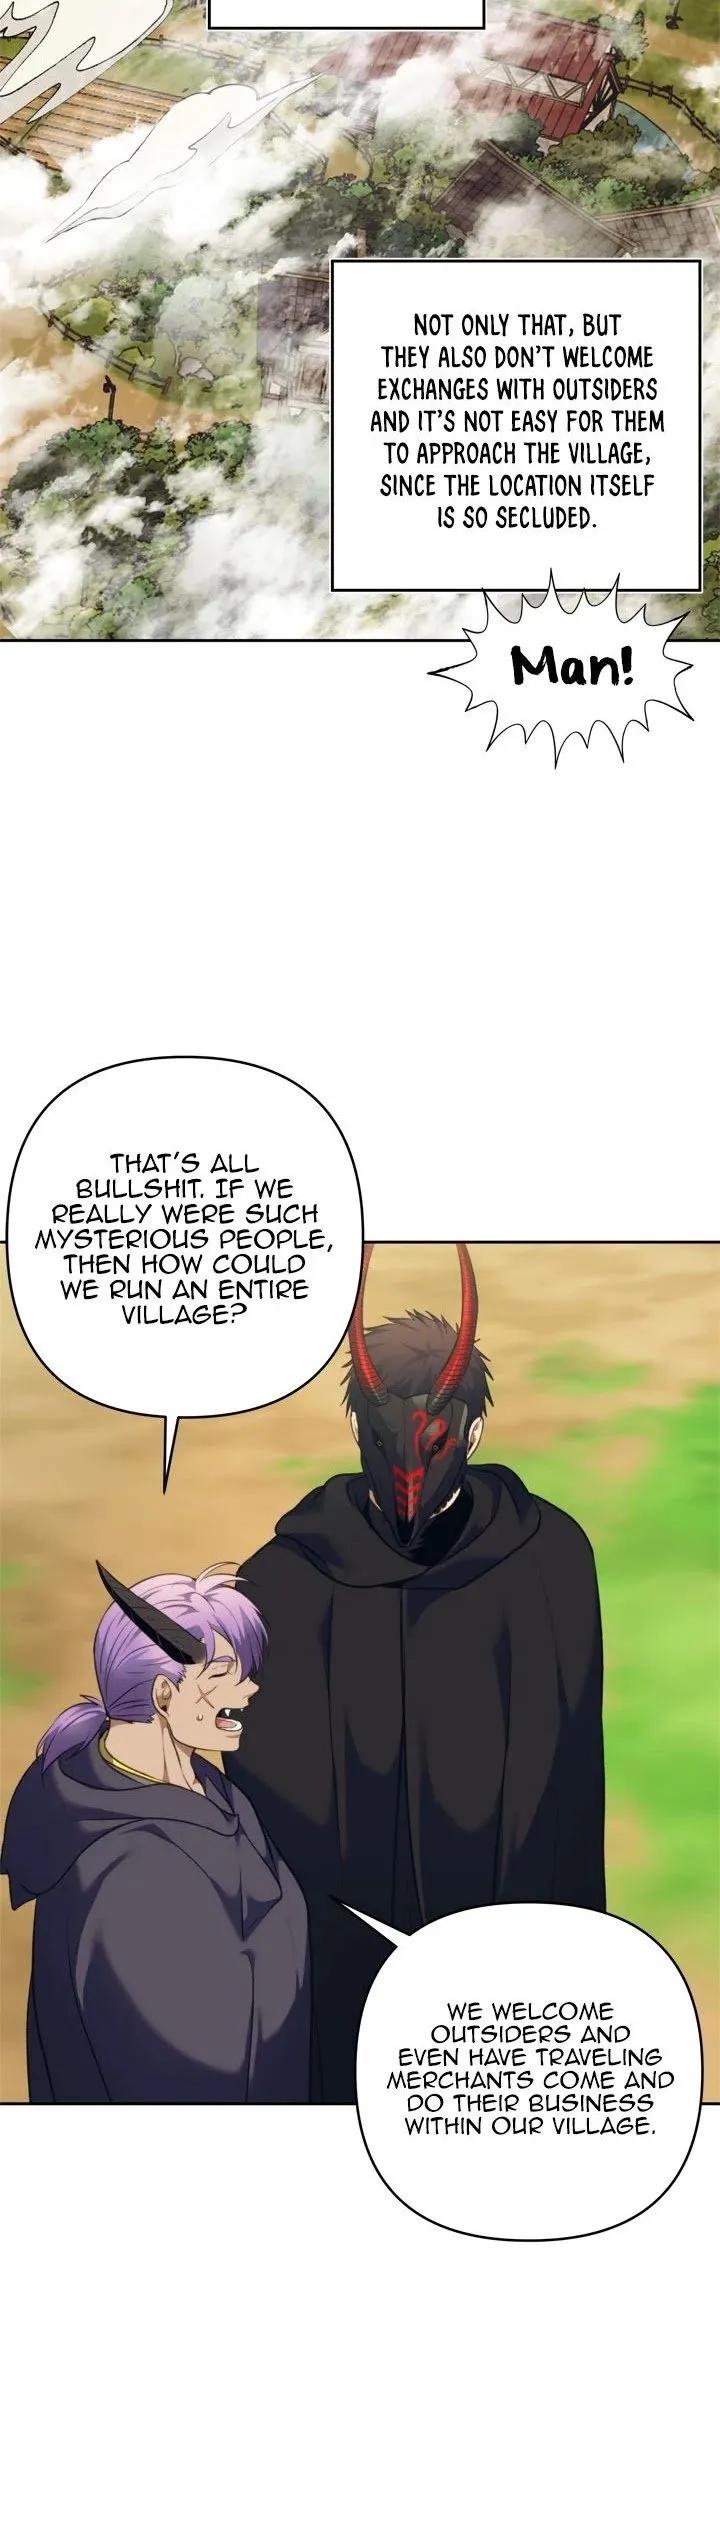 NOT ONLY THAT, BUT
THEY ALSO DON'T WELCOME
EXCHANGES WITH OUTSIDERS
AND IT'S NOT EASY FOR THEM
TO APPROACH THE VILLAGE,
SINCE THE LOCATION ITSELF
IS SO SECLUDED.
Man!
THAT'S ALL
BULLSHIT. IF WE
REALLY WERE SUCH
MYSTERIOUS PEOPLE,
THEN HOW COULD
WE RUN AN ENTIRE
VILLAGE?
WE WELCOME
OUTSIDERS AND
EVEN HAVE TRAVELING
MERCHANTS COME AND
DO THEIR BUSINESS
WITHIN OUR VILLAGE.